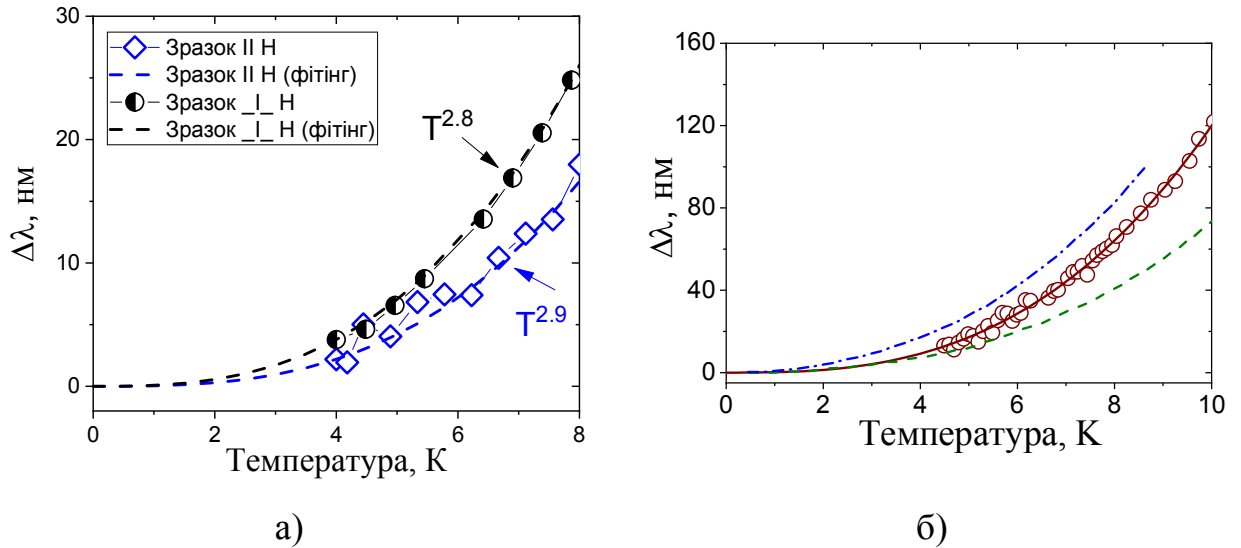 30
20
10
0
Δλ, нм
Зразок II H
Зразок II H (фітінг)
Зразок _I_ H
Зразок _I_ H (фітінг)
T^2.8
T^2.9
0 2 4 6 8
Температура, К
а)
160
120
80
40
0
Δλ, нм
0 2 4 6 8 10
Температура, К
б)